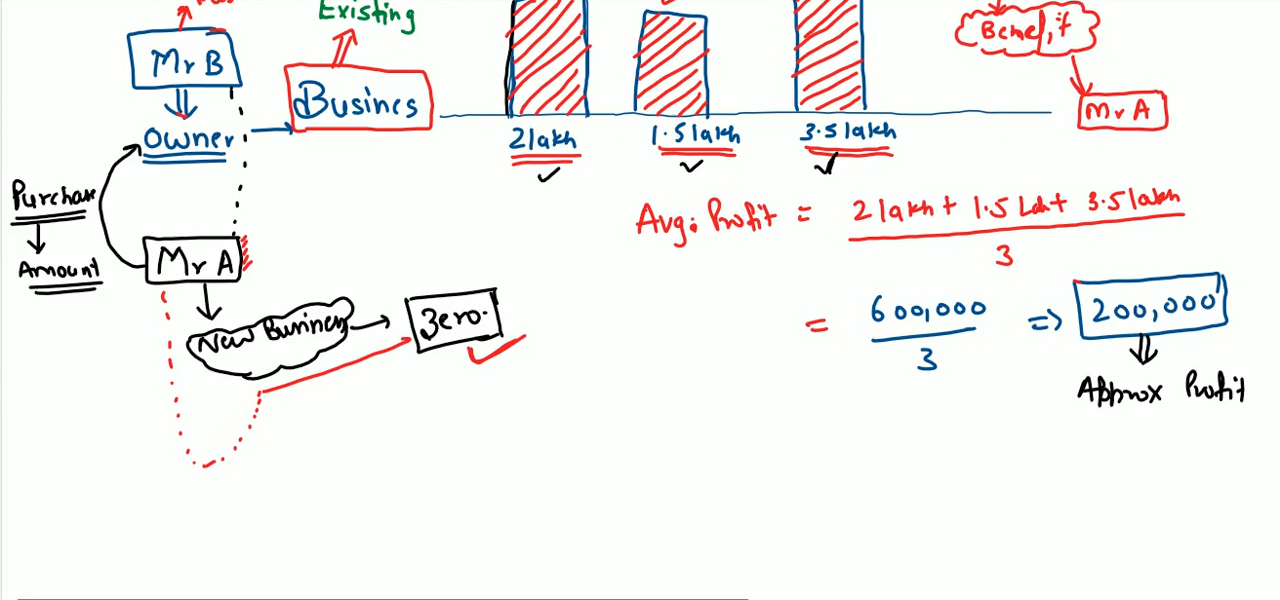 Existing
Mr B
Benefit
Business
Mr A
Owner
2 lakh
1.5 lakh
3.5 lakh
Purchase
Amount
Mr A
Avg. Profit = 2 lakh + 1.5 Lakh + 3.5 lakh
3
New Business
Zero.
= 600,000
3
=> 200,000
Approx Profit